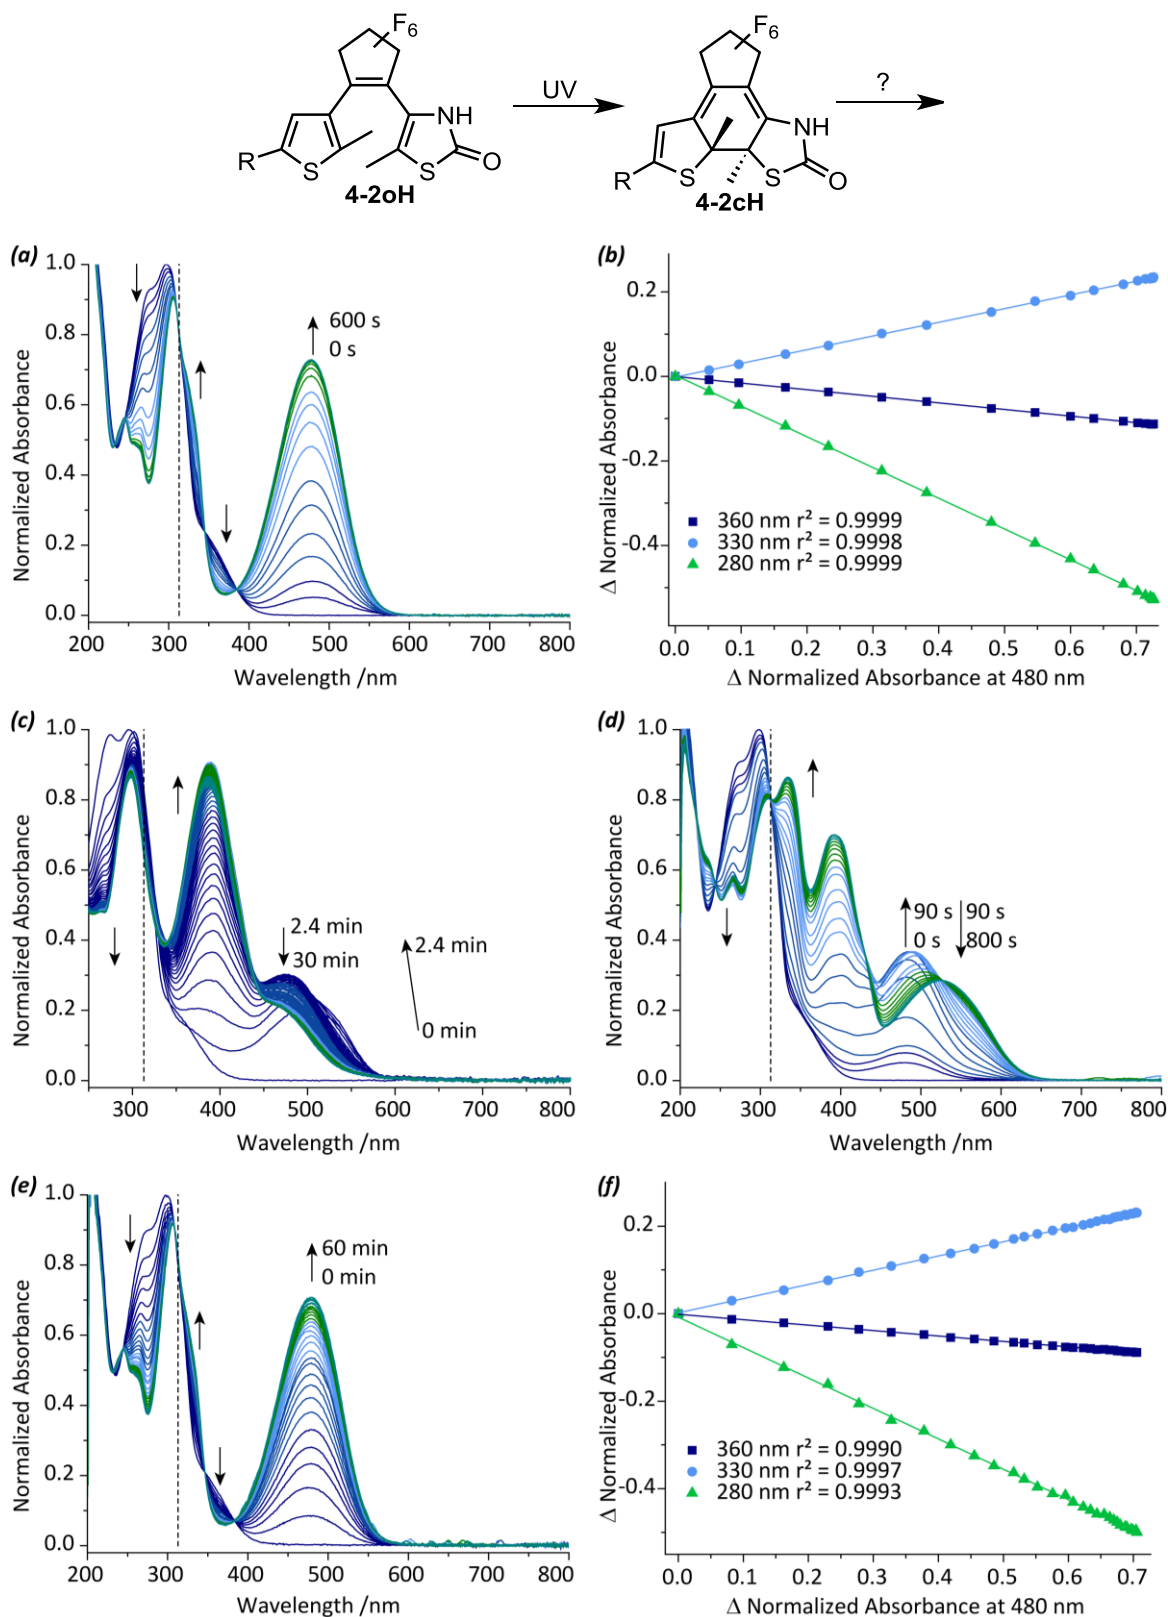 F6
F6
UV
?
NH
NH
R
S
S
O
R
S
S
O
4-2oH
4-2cH
(a)
Normalized Absorbance
1.0
0.8
0.6
0.4
0.2
0.0
600 s
0 s
200 300 400 500 600 700 800
Wavelength /nm
(b)
Δ Normalized Absorbance
0.2
0.0
-0.2
-0.4
360 nm r² = 0.9999
330 nm r² = 0.9998
280 nm r² = 0.9999
0.0 0.1 0.2 0.3 0.4 0.5 0.6 0.7
Δ Normalized Absorbance at 480 nm
(c)
Normalized Absorbance
1.0
0.8
0.6
0.4
0.2
0.0
2.4 min
30 min
2.4 min
0 min
300 400 500 600 700 800
Wavelength /nm
(d)
Normalized Absorbance
1.0
0.8
0.6
0.4
0.2
0.0
90 s 90 s
0 s 800 s
200 300 400 500 600 700 800
Wavelength /nm
(e)
Normalized Absorbance
1.0
0.8
0.6
0.4
0.2
0.0
60 min
0 min
200 300 400 500 600 700 800
Wavelength /nm
(f)
Δ Normalized Absorbance
0.2
0.0
-0.2
-0.4
360 nm r² = 0.9990
330 nm r² = 0.9997
280 nm r² = 0.9993
0.0 0.1 0.2 0.3 0.4 0.5 0.6 0.7
Δ Normalized Absorbance at 480 nm